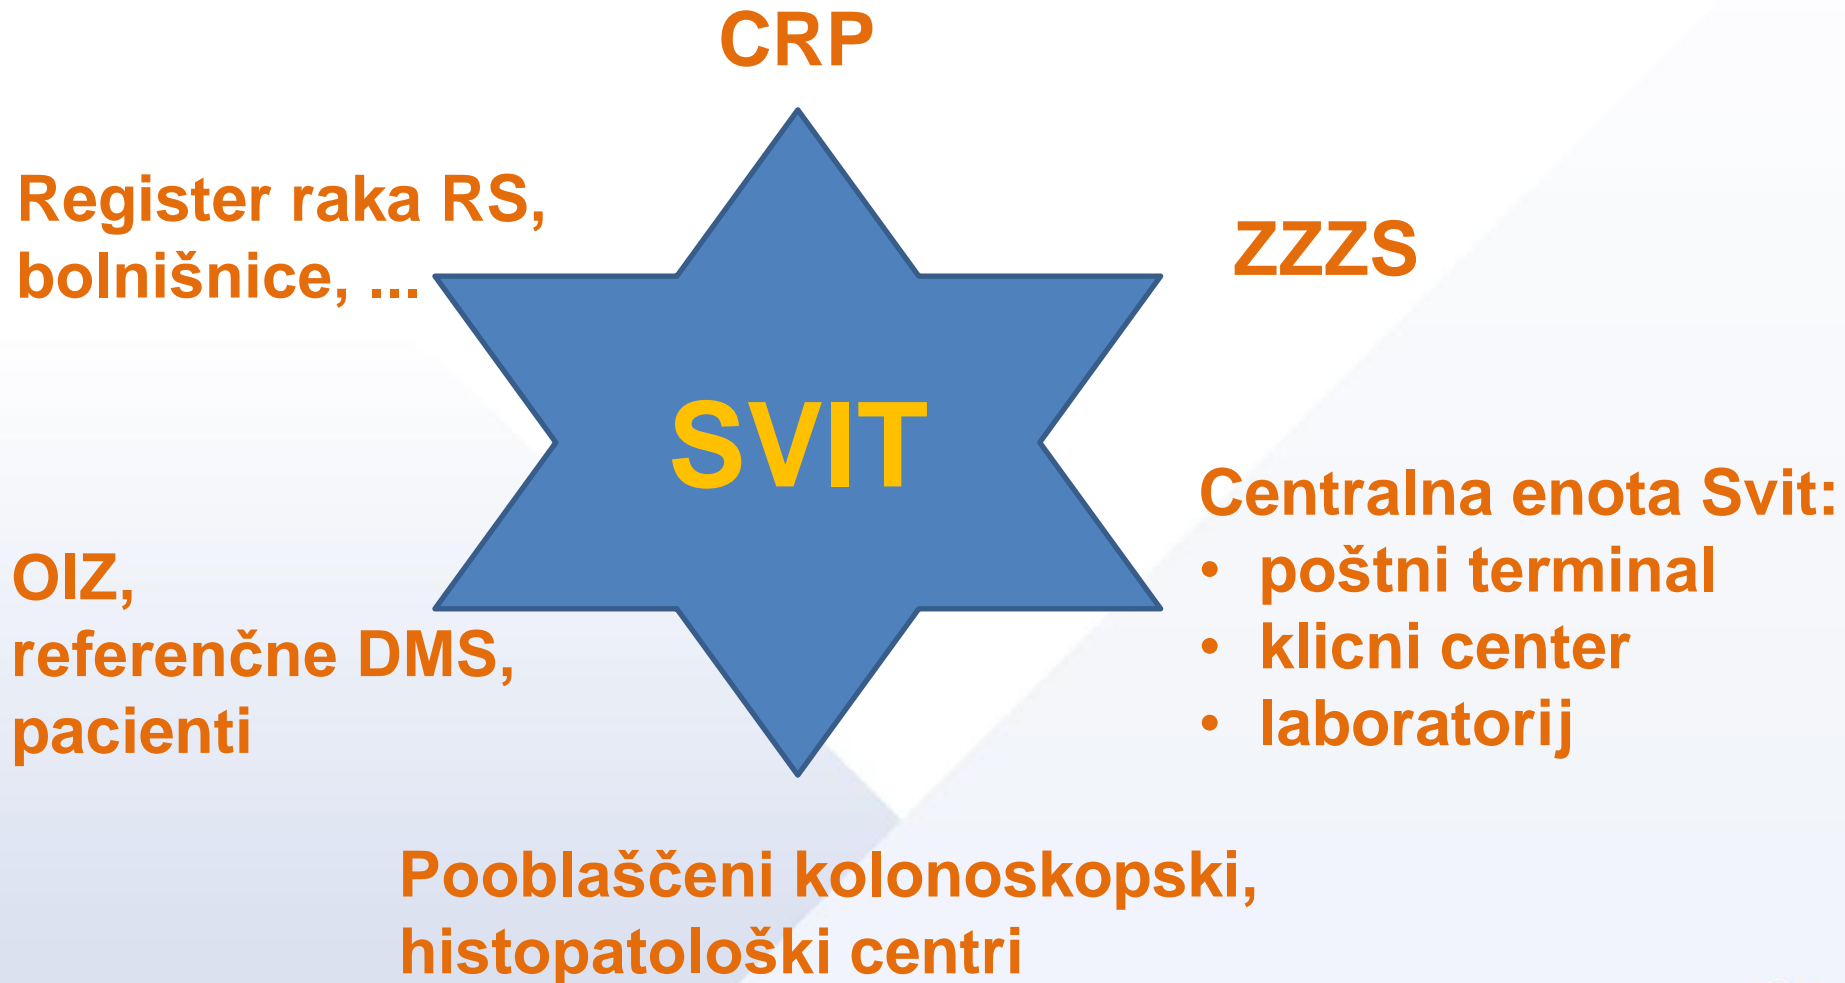 CRP
Register raka RS,
bolnišnice, ...
ZZZS
SVIT
Centralna enota Svit:
• poštni terminal
• klicni center
• laboratorij
OIZ,
referenčne DMS,
pacienti
Pooblaščeni kolonoskopski,
histopatološki centri